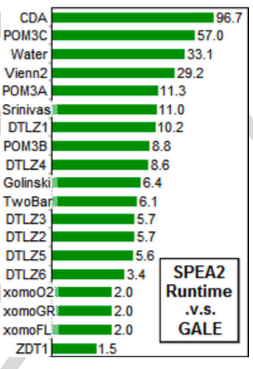 CDA 96.7
POM3C 57.0
Water 33.1
Vienn2 29.2
POM3A 11.3
Srinivas 11.0
DTLZ1 10.2
POM3B 8.8
DTLZ4 8.6
Golinski 6.4
TwoBar 6.1
DTLZ3 5.7
DTLZ2 5.7
DTLZ5 5.6
DTLZ6 3.4
xomoO2 2.0
xomoGR 2.0
xomoFL 2.0
ZDT1 1.5
SPEA2
Runtime
.v.s.
GALE